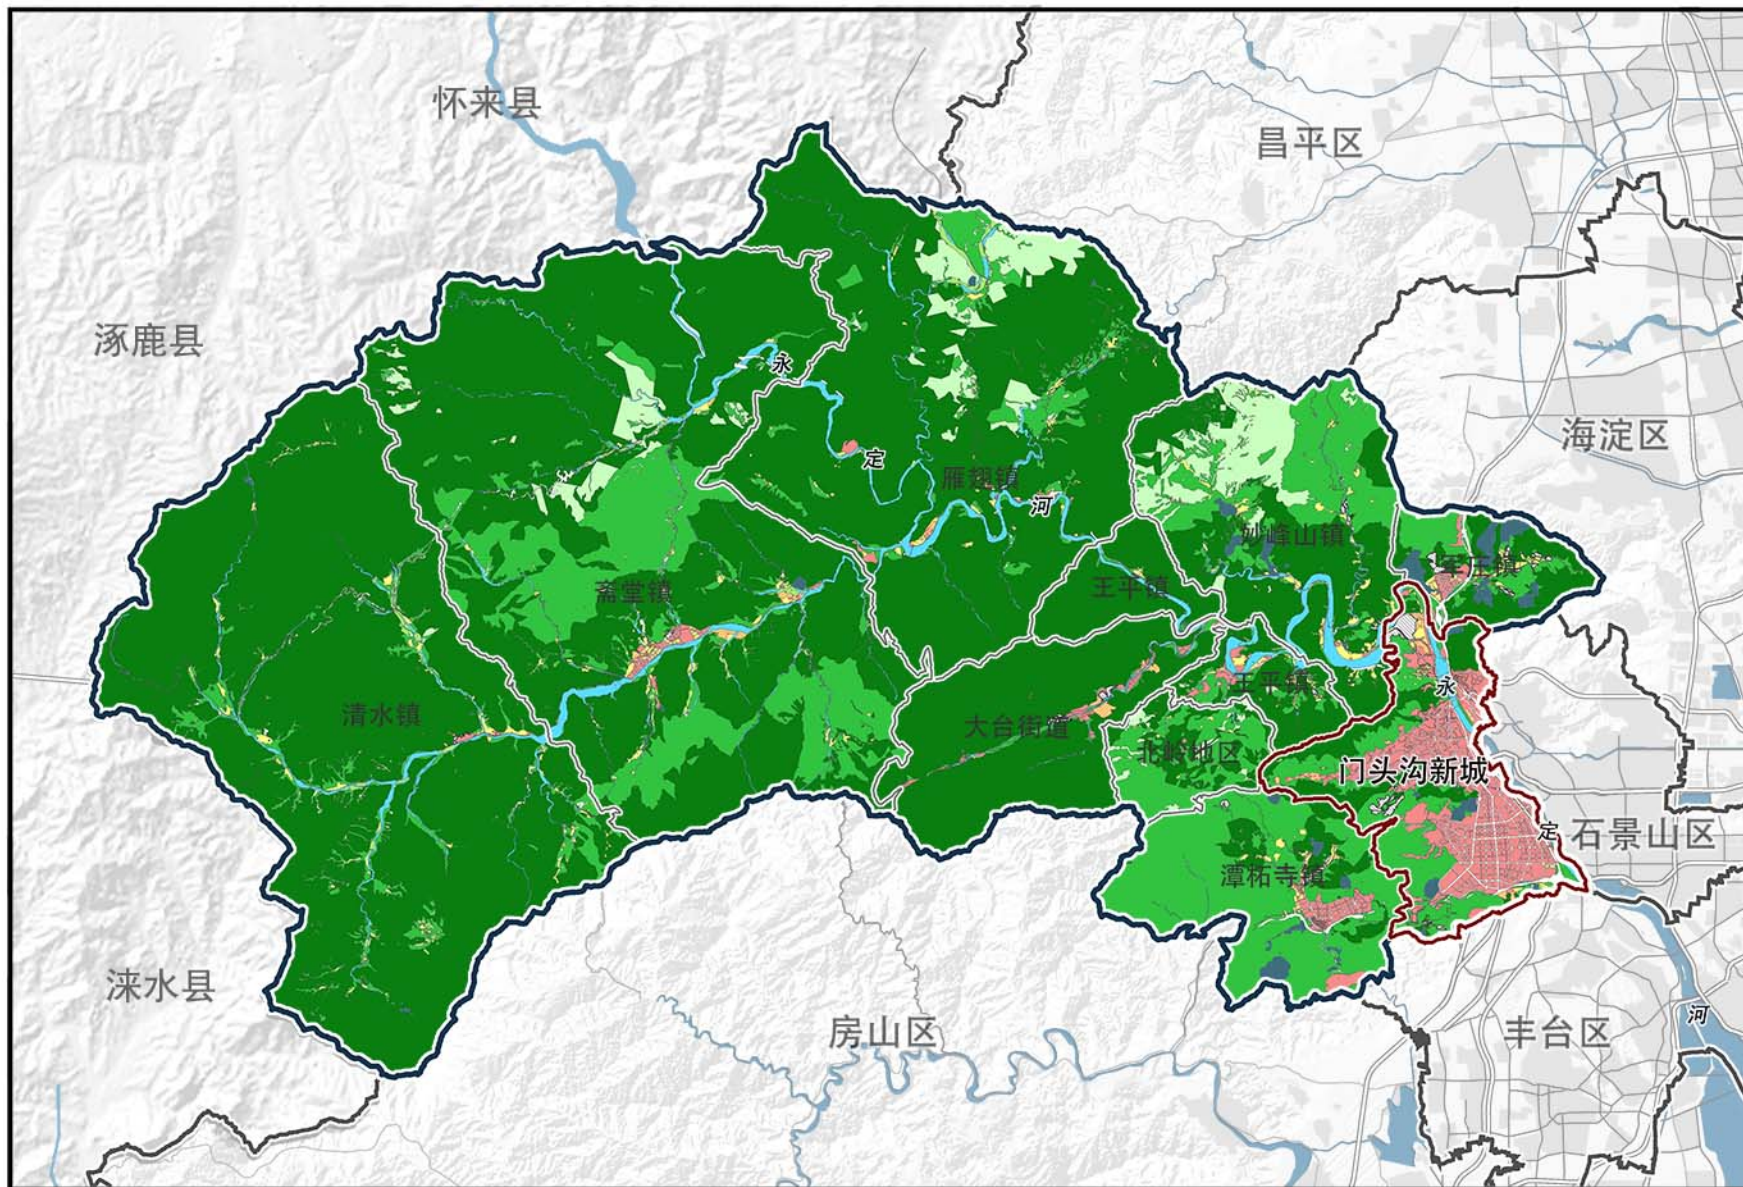 怀来县
昌平区
涿鹿县
永
海淀区
定
雁翅镇
河
妙峰山镇
军庄镇
斋堂镇
王平镇
王平镇
永
清水镇
大台街道
北岭地区
门头沟新城
定
石景山区
潭柘寺镇
涞水县
房山区
丰台区
河